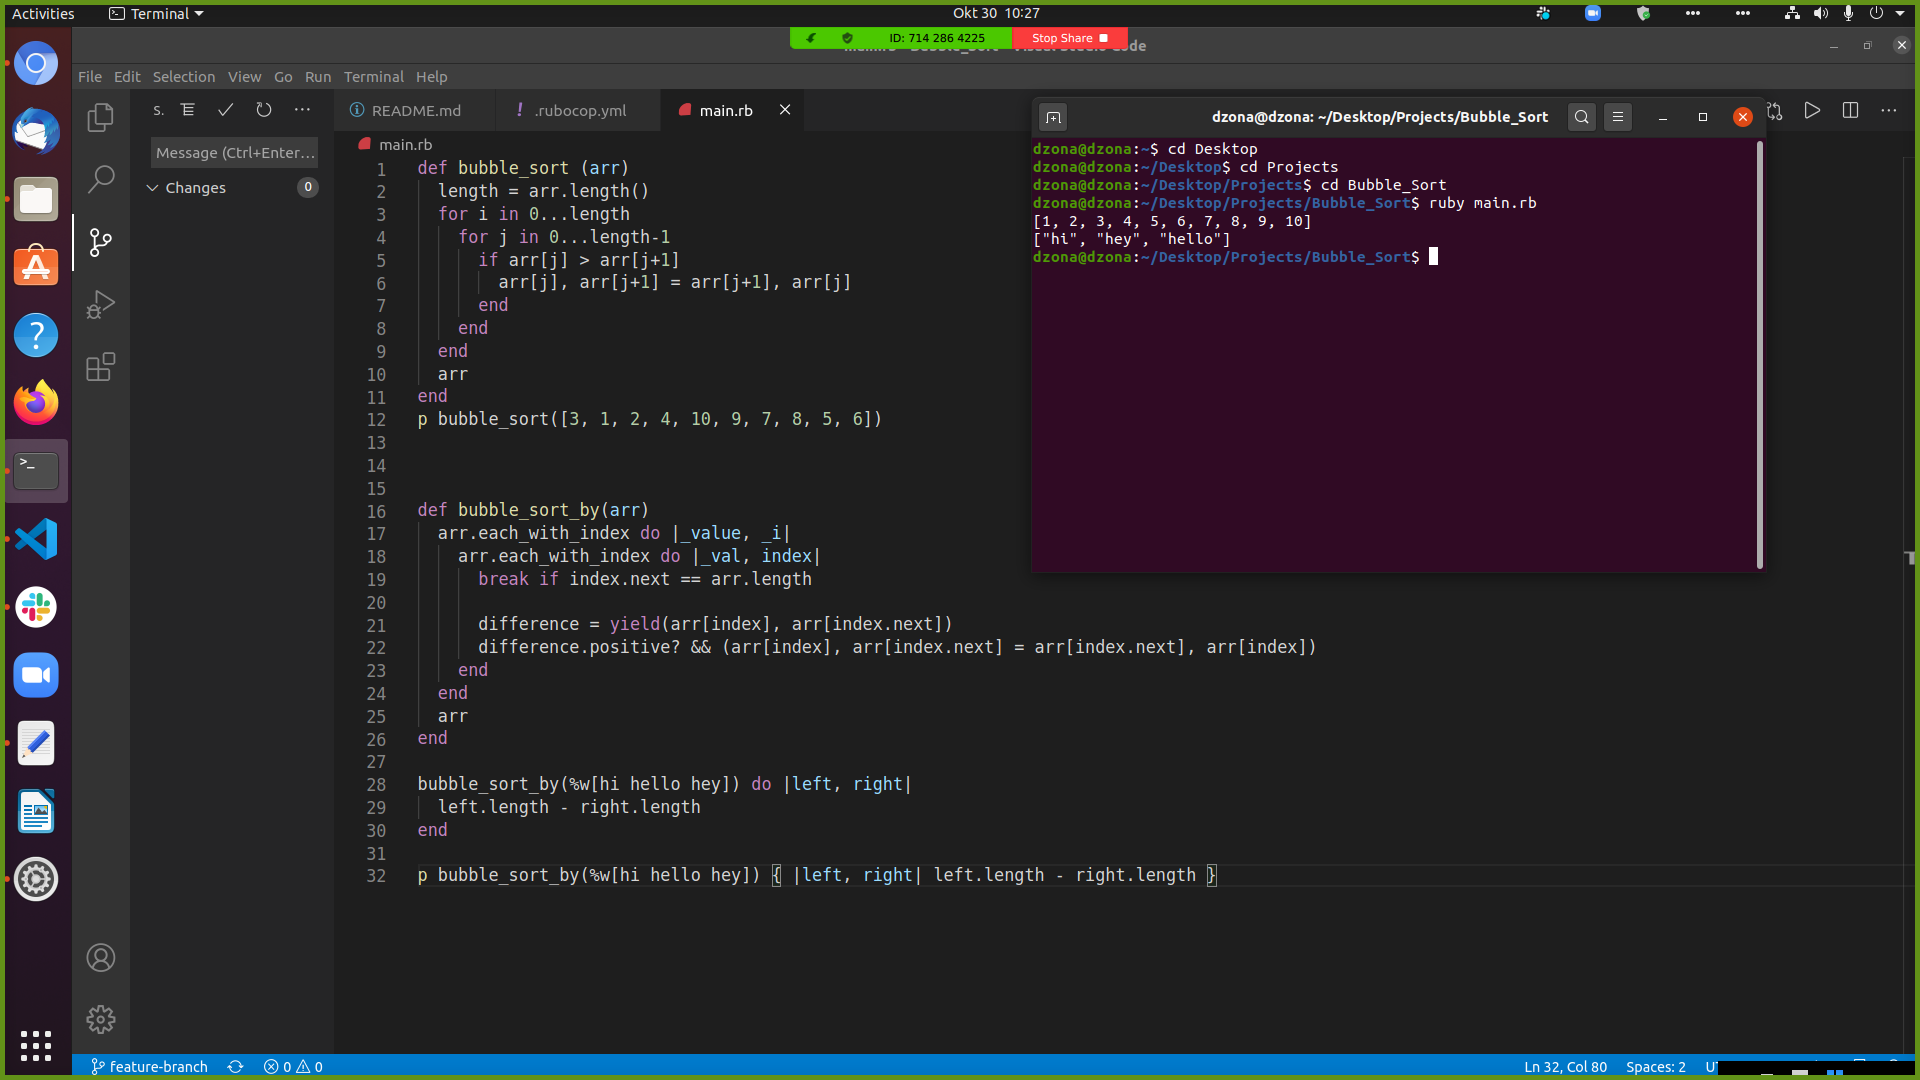 Activities
Terminal
Okt 30 10:27
ID: 714 286 4225
Stop Share
File Edit Selection View Go Run Terminal Help
S.
README.md
.rubocop.yml
main.rb
Message (Ctrl+Enter...
Changes
0
main.rb
1 def bubble_sort (arr)
2 length = arr.length()
3 for i in 0...length
4 for j in 0...length-1
5 if arr[j] > arr[j+1]
6 arr[j], arr[j+1] = arr[j+1], arr[j]
7 end
8 end
9 end
10 arr
11 end
12 p bubble_sort([3, 1, 2, 4, 10, 9, 7, 8, 5, 6])
13
14
15
16 def bubble_sort_by(arr)
17 arr.each_with_index do |_value, _i|
18 arr.each_with_index do |_val, index|
19 break if index.next == arr.length
20
21 difference = yield(arr[index], arr[index.next])
22 difference.positive? && (arr[index], arr[index.next] = arr[index.next], arr[index])
23 end
24 end
25 arr
26 end
27
28 bubble_sort_by(%w[hi hello hey]) do |left, right|
29 left.length - right.length
30 end
31
32 p bubble_sort_by(%w[hi hello hey]) { |left, right| left.length - right.length }
dzona@dzona: ~/Desktop/Projects/Bubble_Sort
dzona@dzona:~$ cd Desktop
dzona@dzona:~/Desktop$ cd Projects
dzona@dzona:~/Desktop/Projects$ cd Bubble_Sort
dzona@dzona:~/Desktop/Projects/Bubble_Sort$ ruby main.rb
[1, 2, 3, 4, 5, 6, 7, 8, 9, 10]
["hi", "hey", "hello"]
dzona@dzona:~/Desktop/Projects/Bubble_Sort$
feature-branch
0 0
Ln 32, Col 80
Spaces: 2